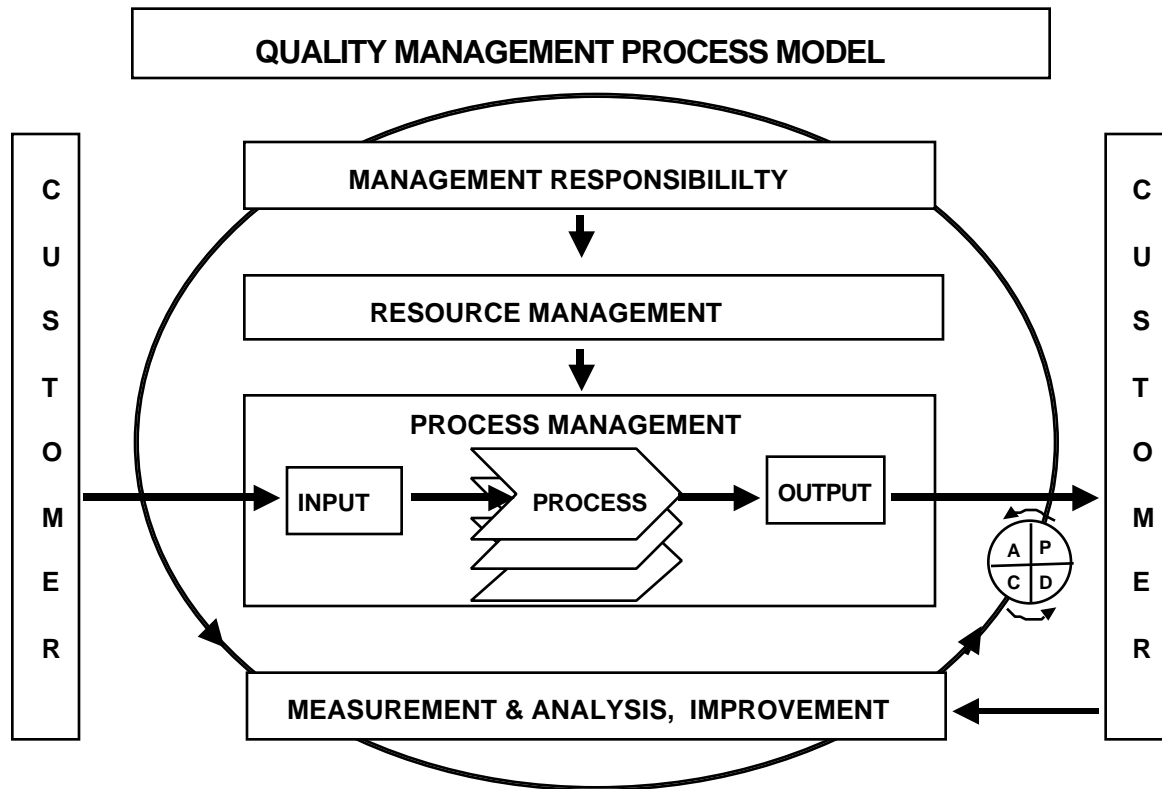 QUALITY MANAGEMENT PROCESS MODEL
C
U
S
T
O
M
E
R
MANAGEMENT RESPONSIBILILTY
RESOURCE MANAGEMENT
PROCESS MANAGEMENT
INPUT
PROCESS
OUTPUT
A P
C D
MEASUREMENT & ANALYSIS, IMPROVEMENT
C
U
S
T
O
M
E
R